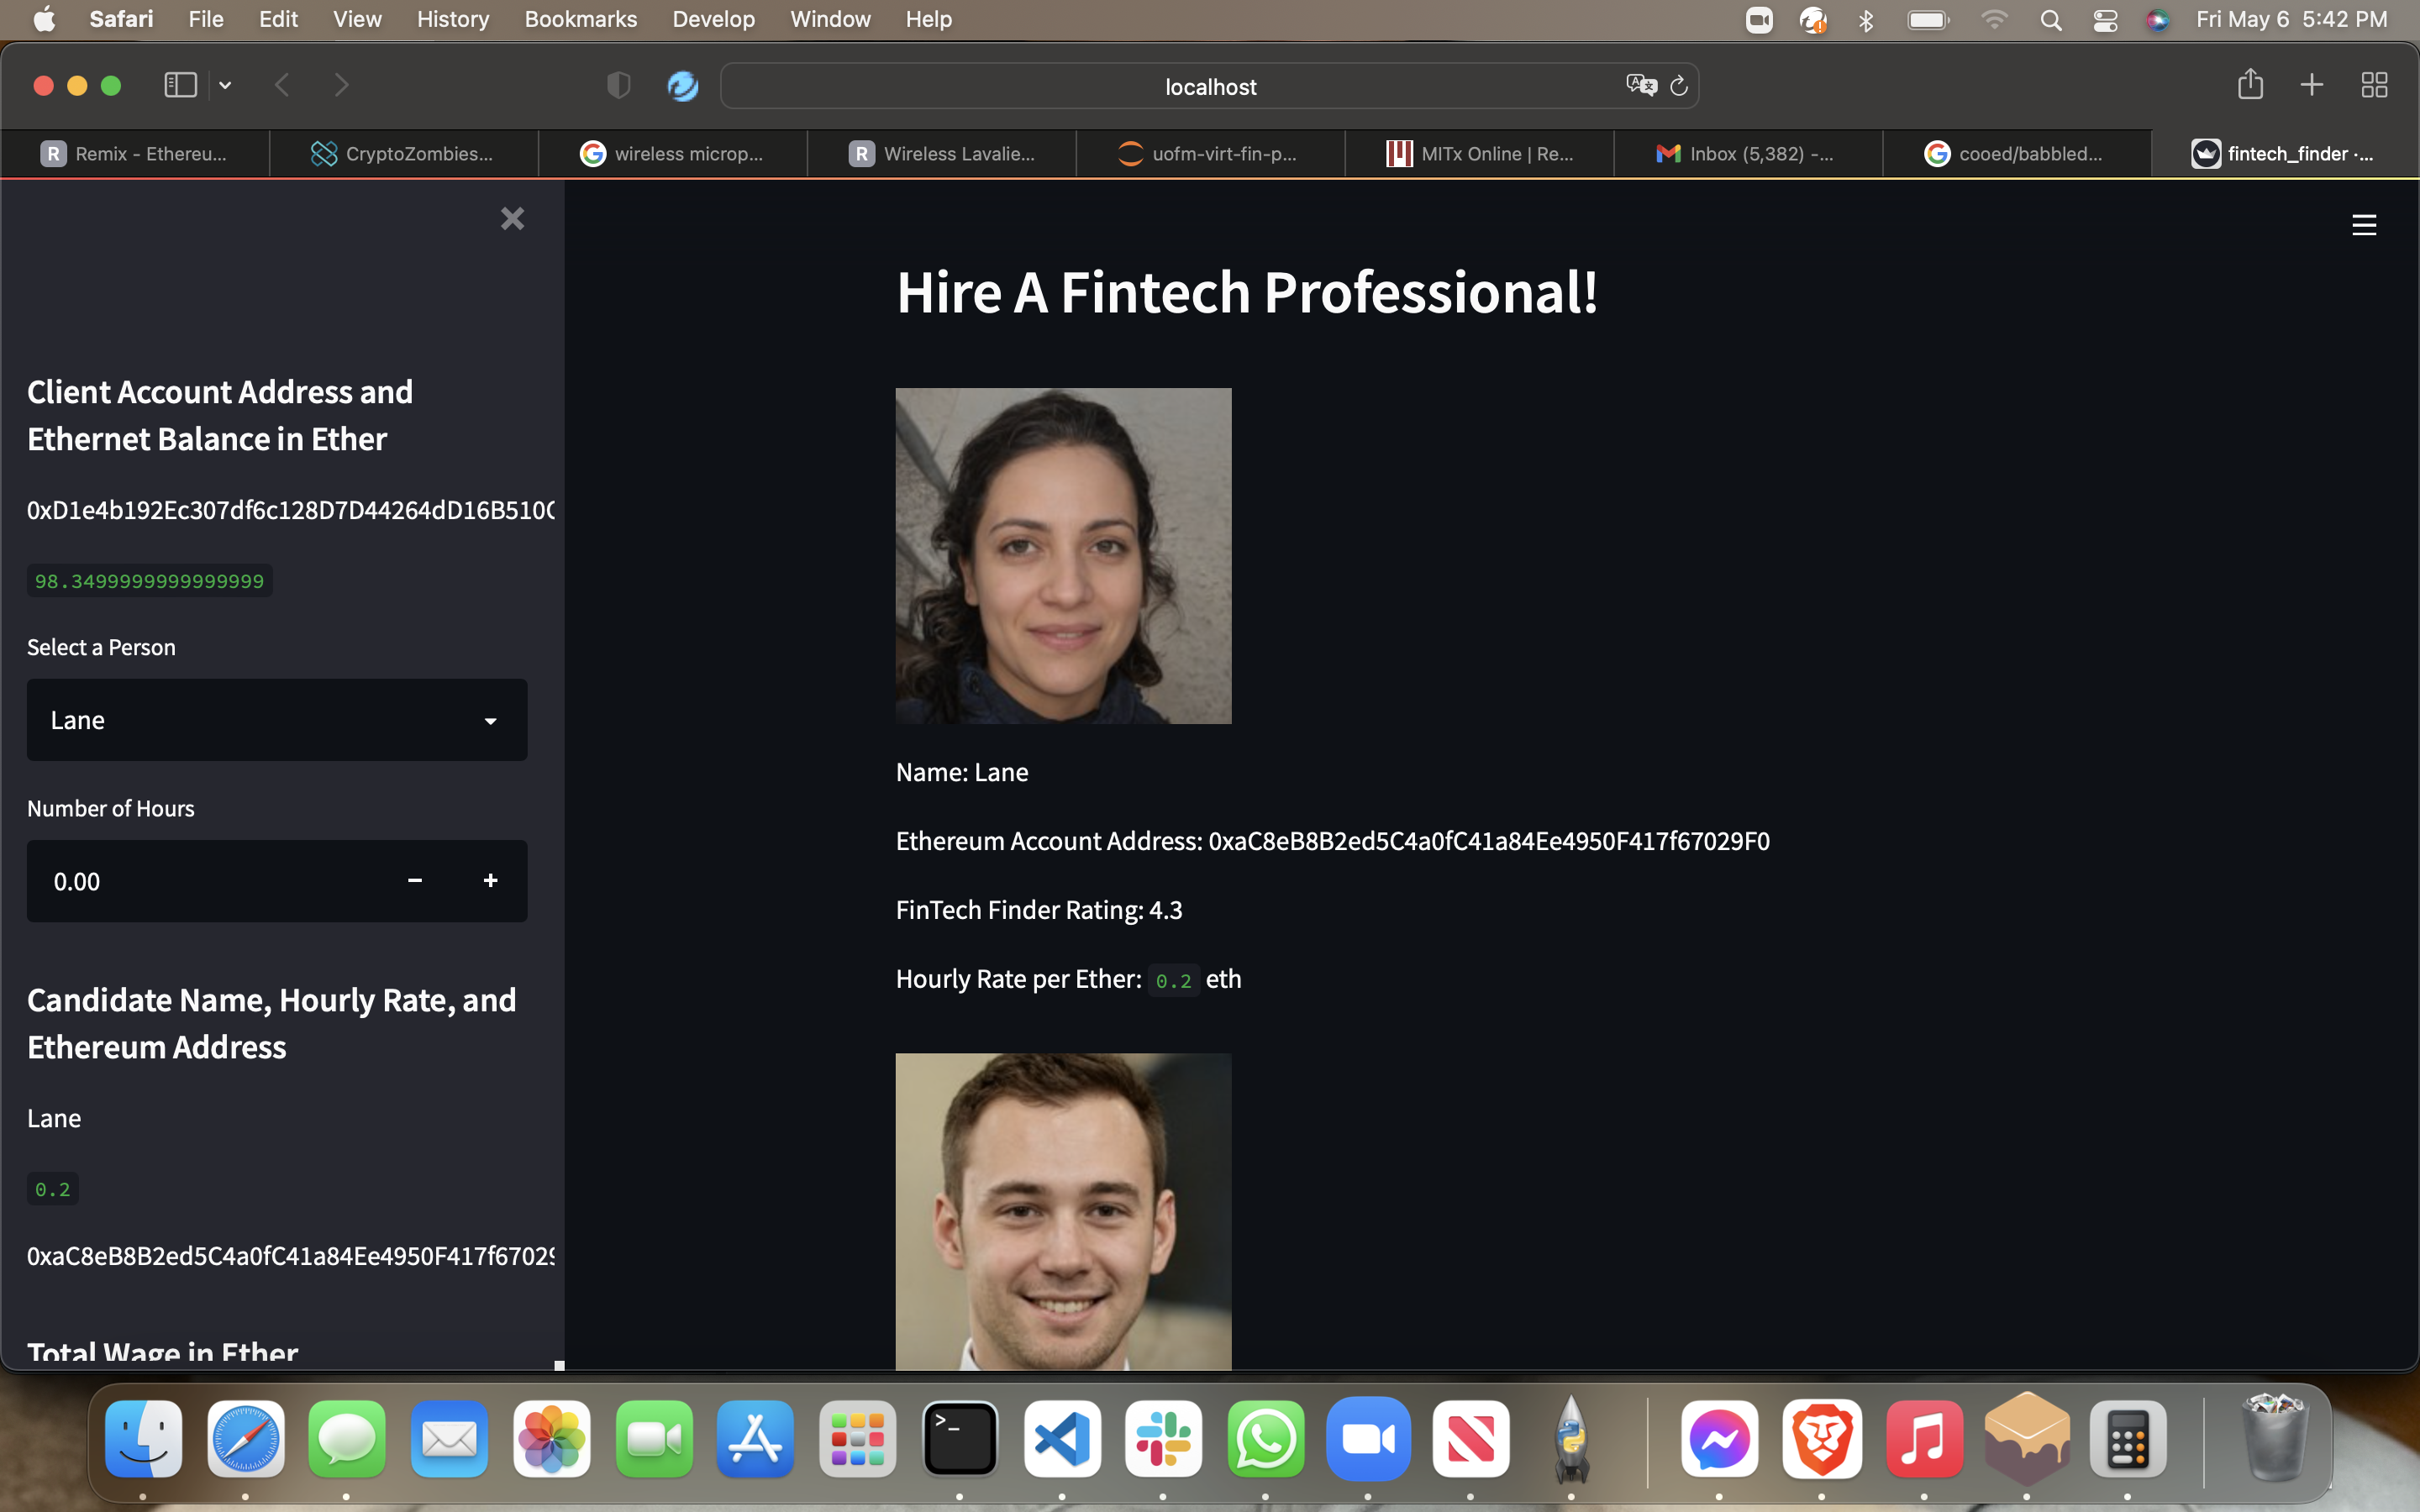 Safari File Edit View History Bookmarks Develop Window Help Fri May 6 5:42 PM
localhost
R Remix - Ethereu... CryptoZombies... wireless microp... R Wireless Lavalie... uofm-virt-fin-p... MITx Online | Re... Inbox (5,382) -... cooed/babbled... fintech_finder ·...
Client Account Address and
Ethernet Balance in Ether
0xD1e4b192Ec307df6c128D7D44264dD16B510
98.3499999999999999
Select a Person
Lane
Number of Hours
0.00 − +
Candidate Name, Hourly Rate, and
Ethereum Address
Lane
0.2
0xaC8eB8B2ed5C4a0fC41a84Ee4950F417f6702
Total Wage in Ether
Hire A Fintech Professional!
Name: Lane
Ethereum Account Address: 0xaC8eB8B2ed5C4a0fC41a84Ee4950F417f67029F0
FinTech Finder Rating: 4.3
Hourly Rate per Ether: 0.2 eth